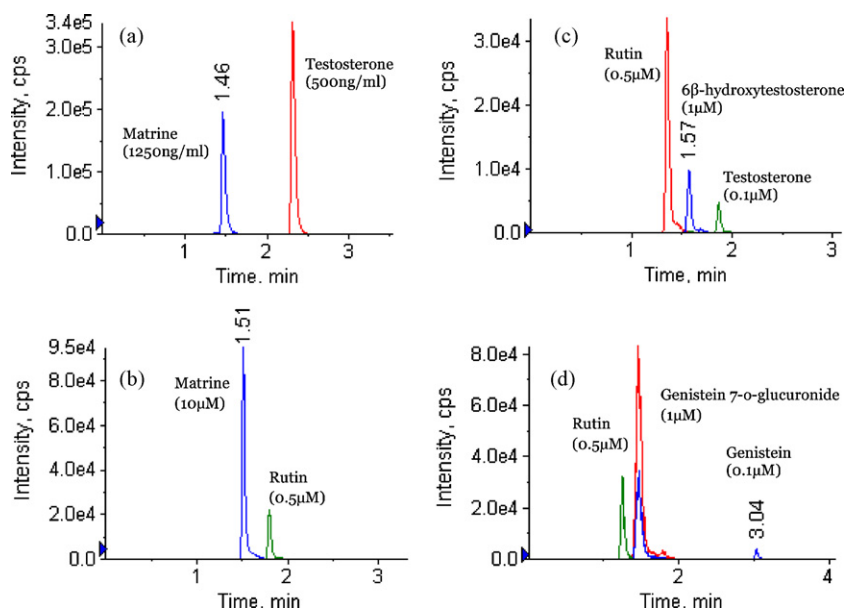 (a)
Intensity, cps
3.4e5
2.0e5
1.0e5
0.0
1.46
Matrine
(1250ng/ml)
Testosterone
(500ng/ml)
1
2
3
Time, min
(c)
Intensity, cps
3.0e4
2.0e4
1.0e4
0.0
Rutin
(0.5µM)
6β-hydroxytestosterone
(1µM)
1.57
Testosterone
(0.1µM)
1
2
3
Time, min
(b)
Intensity, cps
9.5e4
8.0e4
6.0e4
4.0e4
2.0e4
0.0
1.51
Matrine
(10µM)
Rutin
(0.5µM)
1
2
3
Time, min
(d)
Intensity, cps
8.0e4
6.0e4
4.0e4
2.0e4
0.0
Rutin
(0.5µM)
Genistein 7-o-glucuronide
(1µM)
Genistein
(0.1µM)
3.04
2
4
Time, min